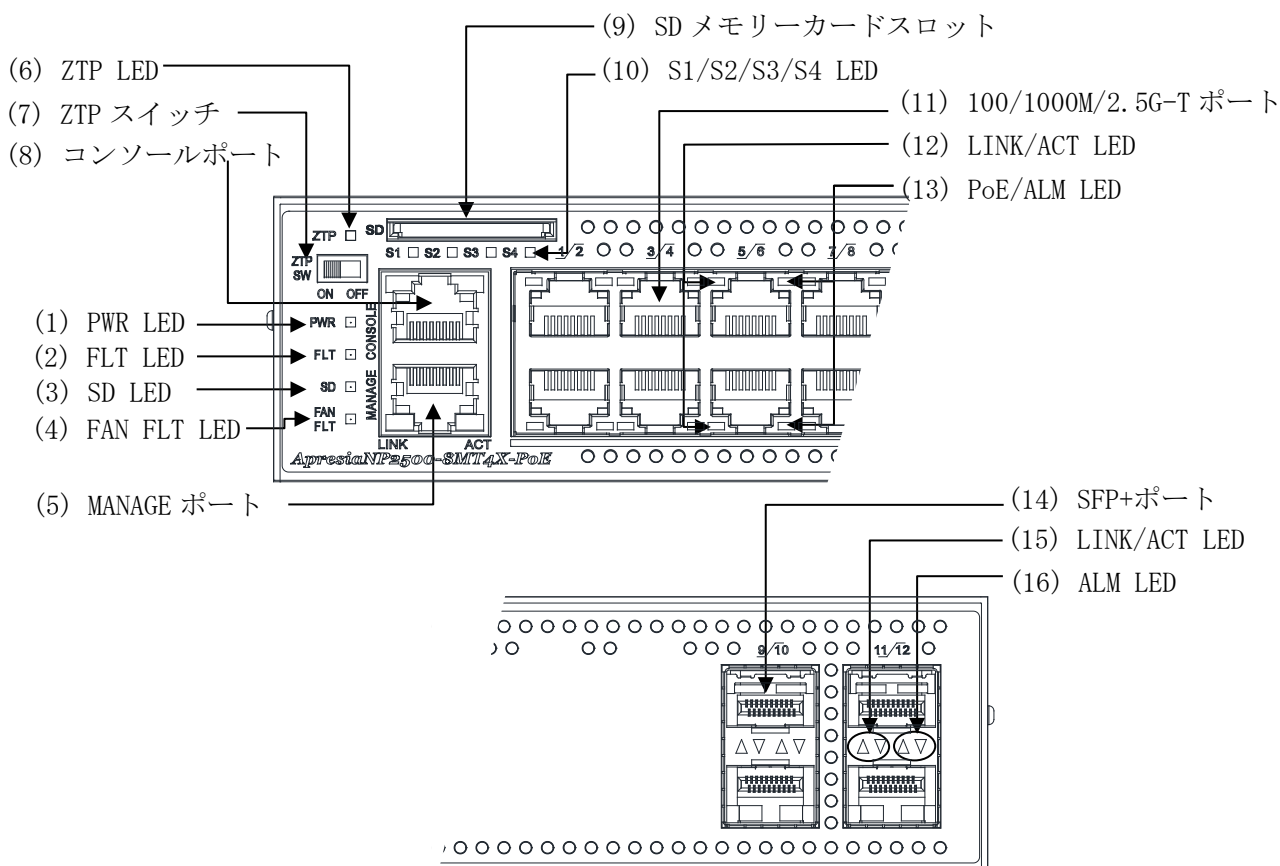 (9) SD メモリーカードスロット
(6) ZTP LED
(10) S1/S2/S3/S4 LED
(7) ZTP スイッチ
(11) 100/1000M/2.5G-T ポート
(8) コンソールポート
(12) LINK/ACT LED
(13) PoE/ALM LED
ZTP
SD
S1 S2 S3 S4
1/2 3/4 5/6 7/8
ZTP SW
ON OFF
(1) PWR LED
PWR
CONSOLE
(2) FLT LED
FLT
(3) SD LED
SD
MANAGE
(4) FAN FLT LED
FAN FLT
LINK ACT
ApresiaNP2500-8MT4X-PoE
(5) MANAGE ポート
(14) SFP+ポート
(15) LINK/ACT LED
(16) ALM LED
9/10 11/12